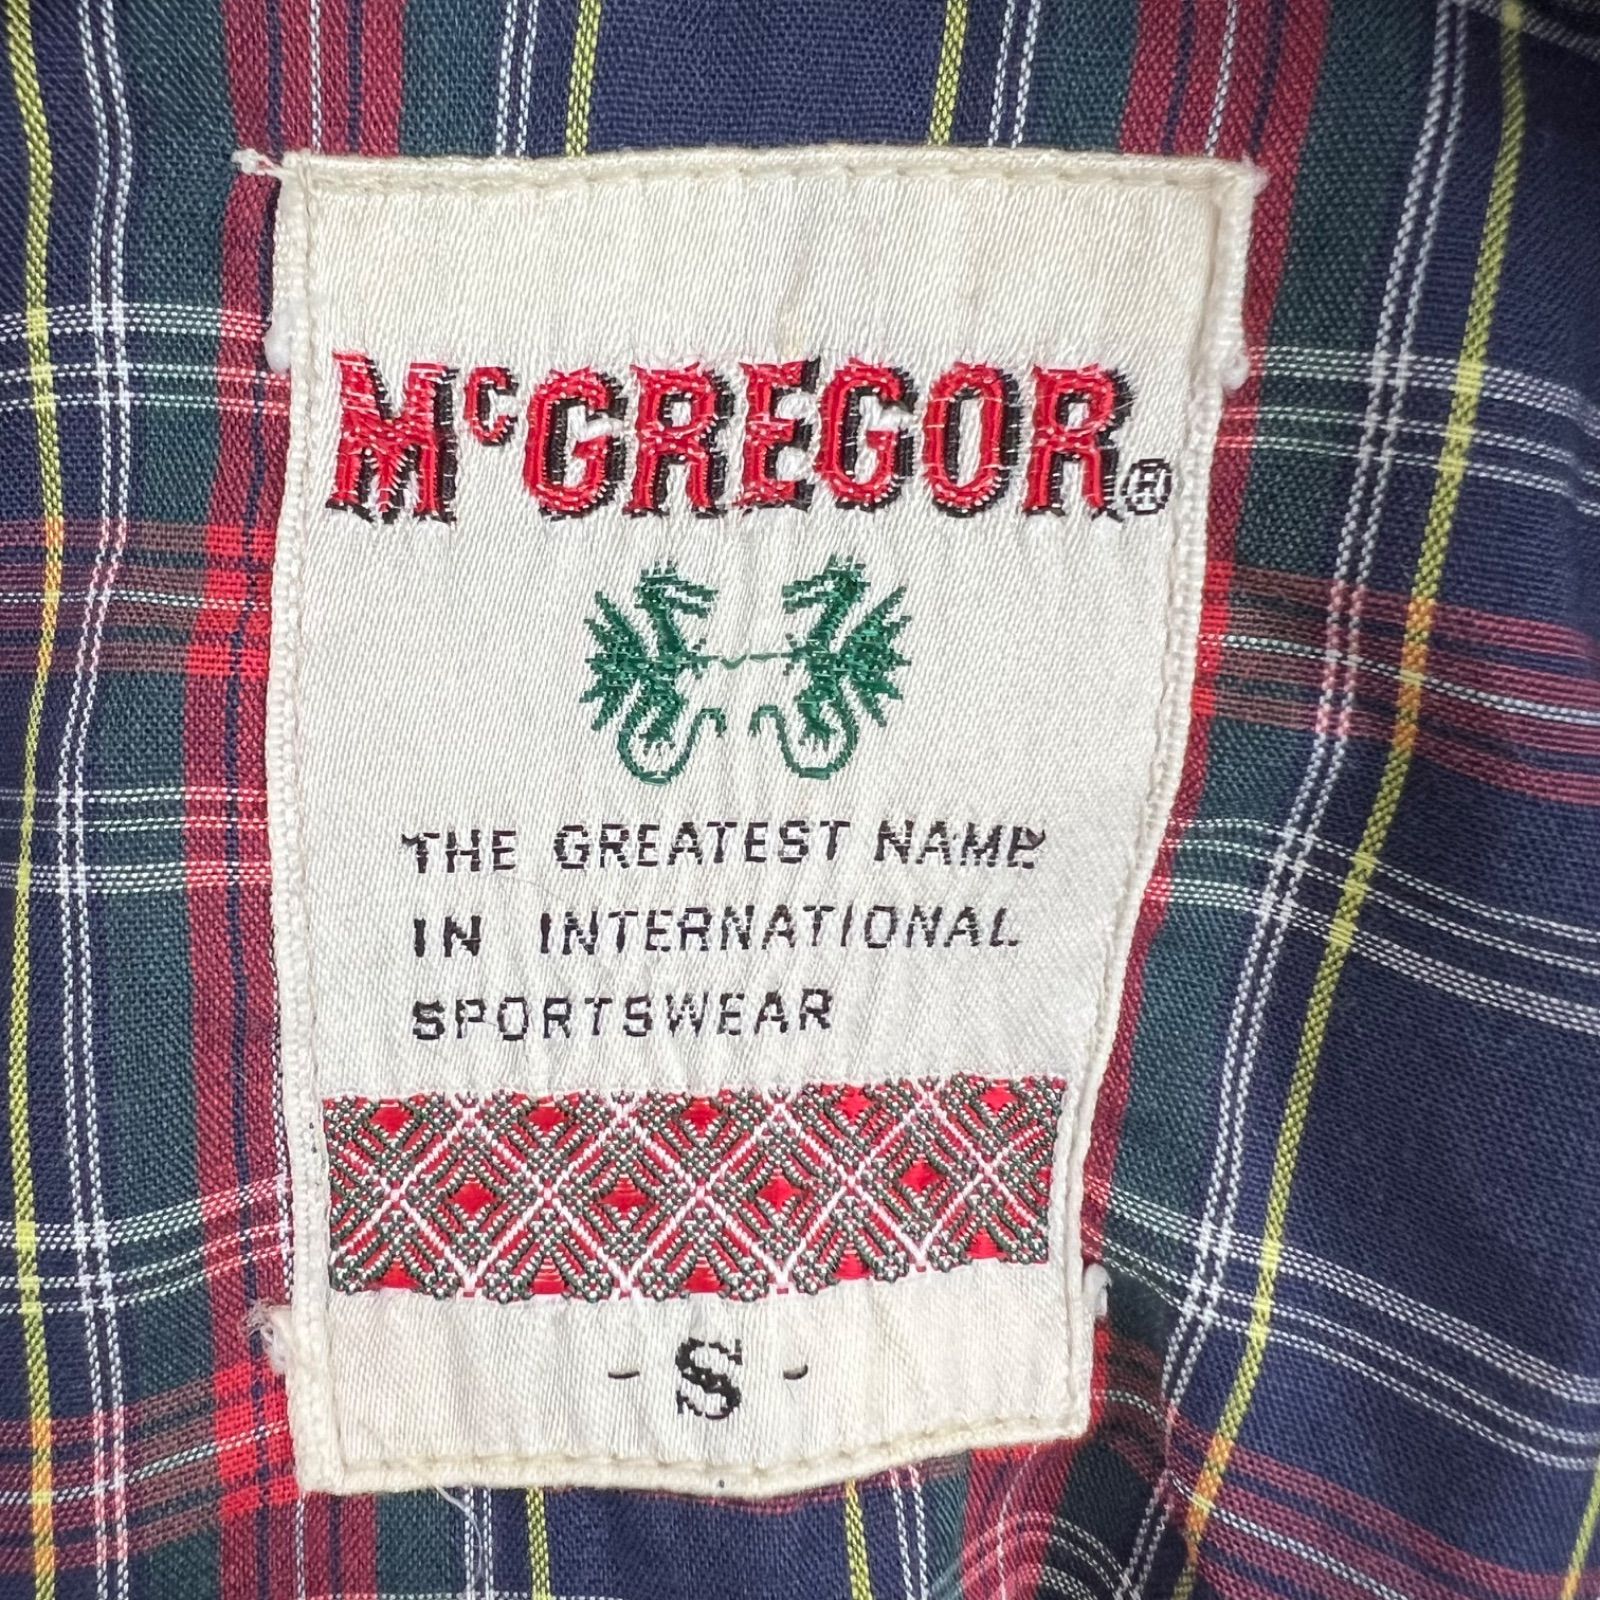 McGREGOR®
THE GREATEST NAME
IN INTERNATIONAL
SPORTSWEAR
- S -